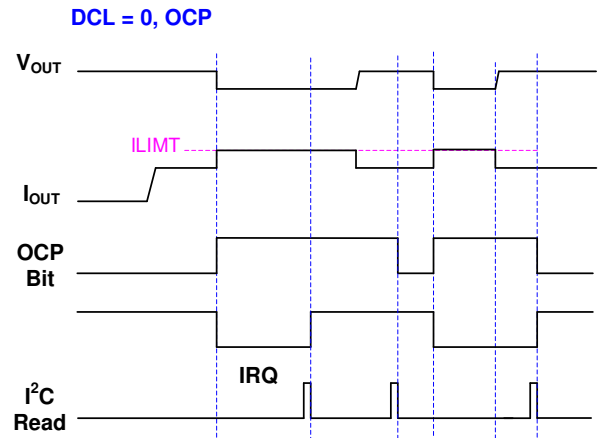 DCL = 0, OCP
VOUT
ILIMT
IOUT
OCP
Bit
IRQ
I²C
Read